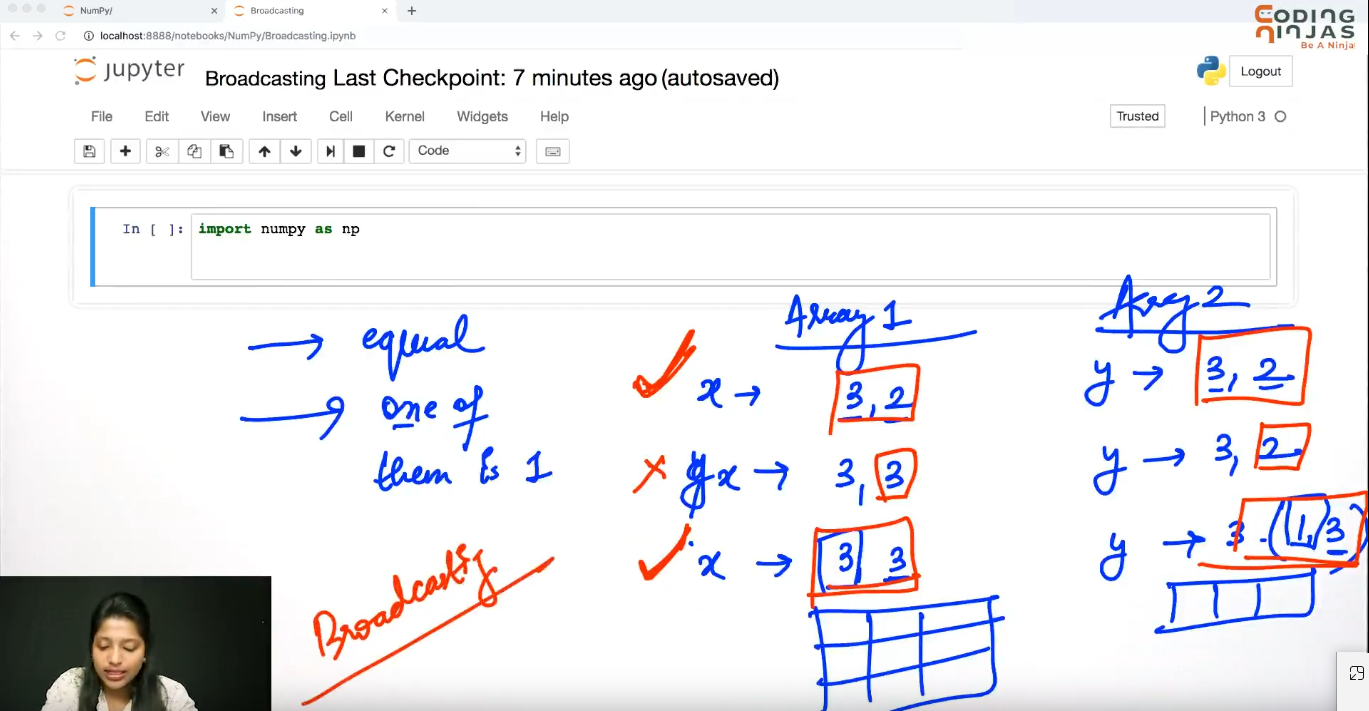 NumPy/
Broadcasting
CODING NINJAS
Be A Ninja!
localhost:8888/notebooks/NumPy/Broadcasting.ipynb
jupyter
Broadcasting Last Checkpoint: 7 minutes ago (autosaved)
Logout
File Edit View Insert Cell Kernel Widgets Help
Trusted Python 3
Code
In [ ]: import numpy as np
Array 1 Array 2
→ equal
x → 3, 2 y → 3, 2
→ one of
them is 1
x → 3, 3 y → 3, 2
x → 3, 3 y → (1, 3)
Broadcasting